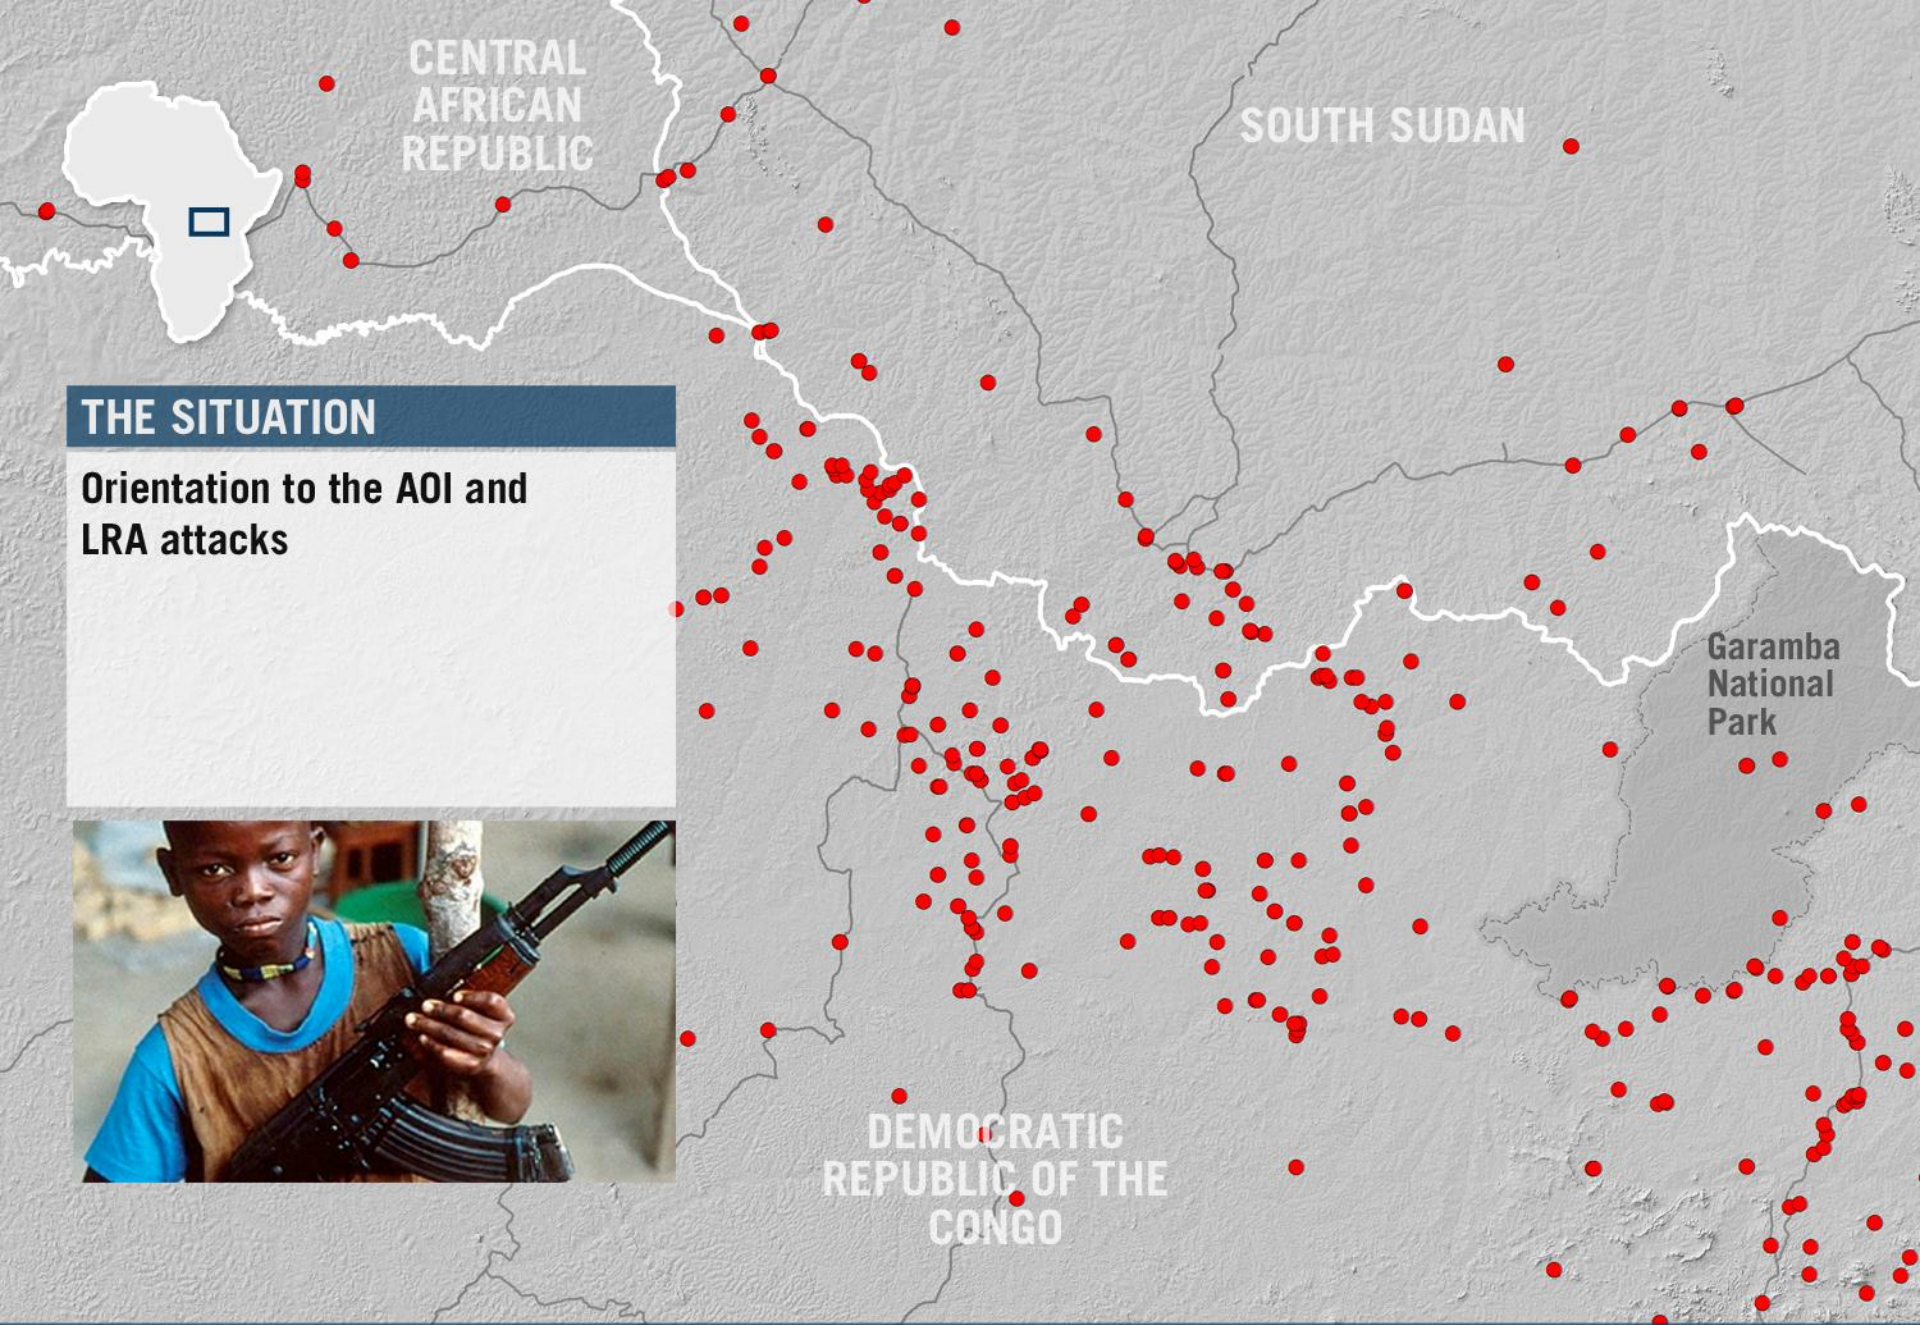 CENTRAL
AFRICAN
REPUBLIC
SOUTH SUDAN
THE SITUATION
Orientation to the AOI and
LRA attacks
Garamba
National
Park
DEMOCRATIC
REPUBLIC OF THE
CONGO